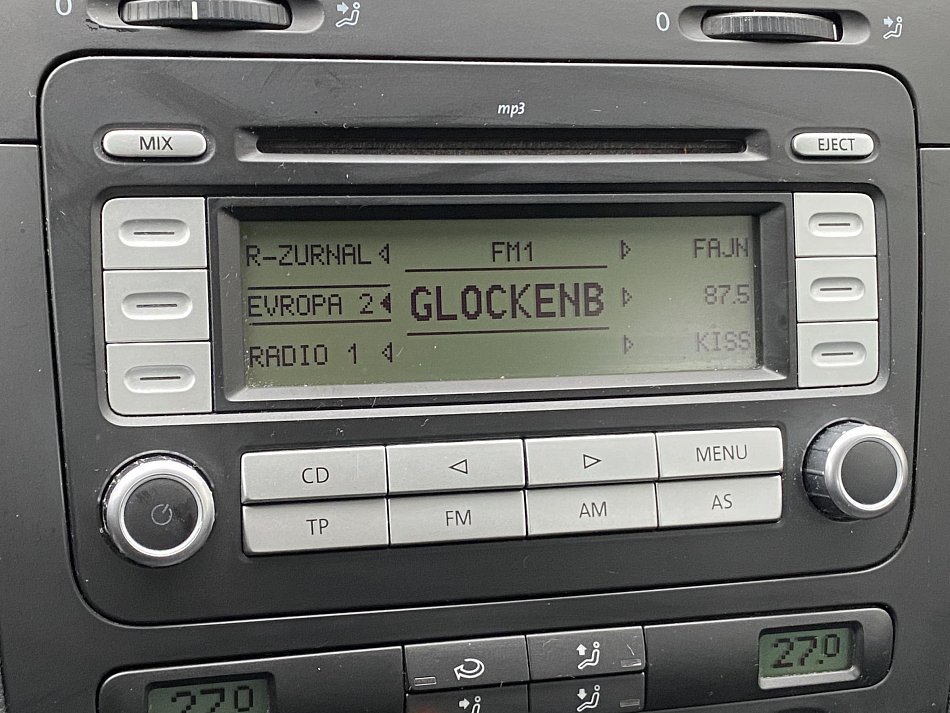 0
0
mp3
MIX
EJECT
R-ZURNAL
FM1
FAJN
EVROPA 2
GLOCKENB
87.5
RADIO 1
KISS
CD
MENU
TP
FM
AM
AS
27.0
27.0